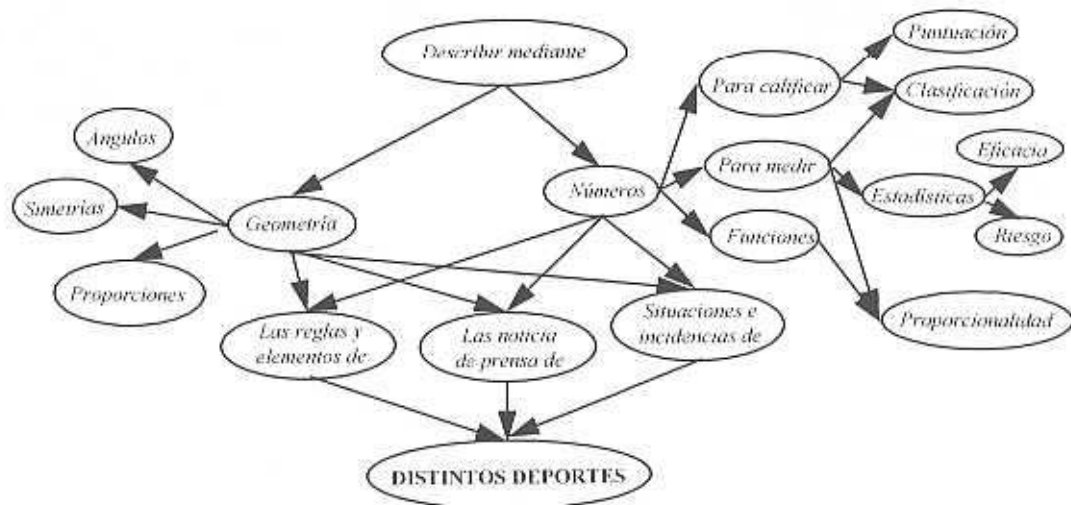 Describir mediante
Puntuación
Para calificar
Clasificación
Angulos
Eficacia
Para medir
Números
Estadísticas
Simetrías
Geometría
Funciones
Riesgo
Proporciones
Situaciones e
incidencias de
Proporcionalidad
Las reglas y
elementos de
Las noticia
de prensa de
DISTINTOS DEPORTES